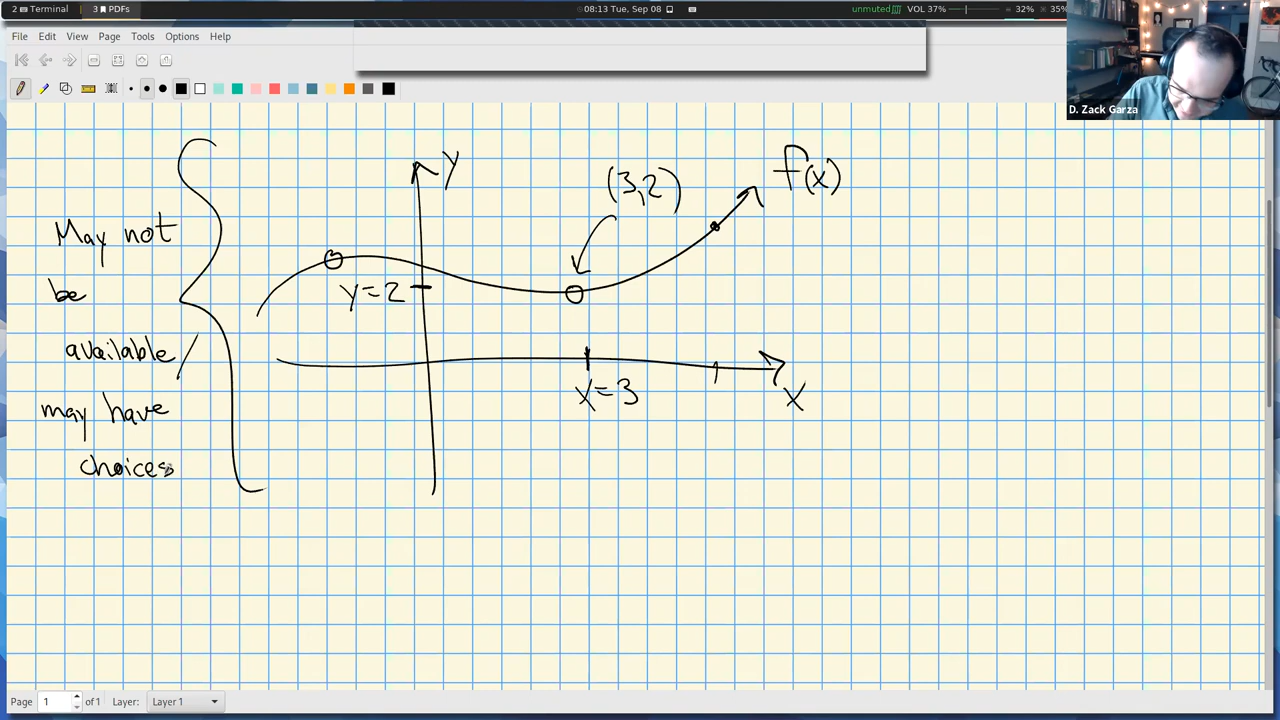 2 Terminal 3 PDFs 08:13 Tue, Sep 08 unmuted VOL 37% = 32% 35%
File Edit View Page Tools Options Help
D. Zack Garza
y
(3,2)
f(x)
May not
be
available/
may have
choices
y=2
x=3
x
Page 1 of 1 Layer: Layer 1